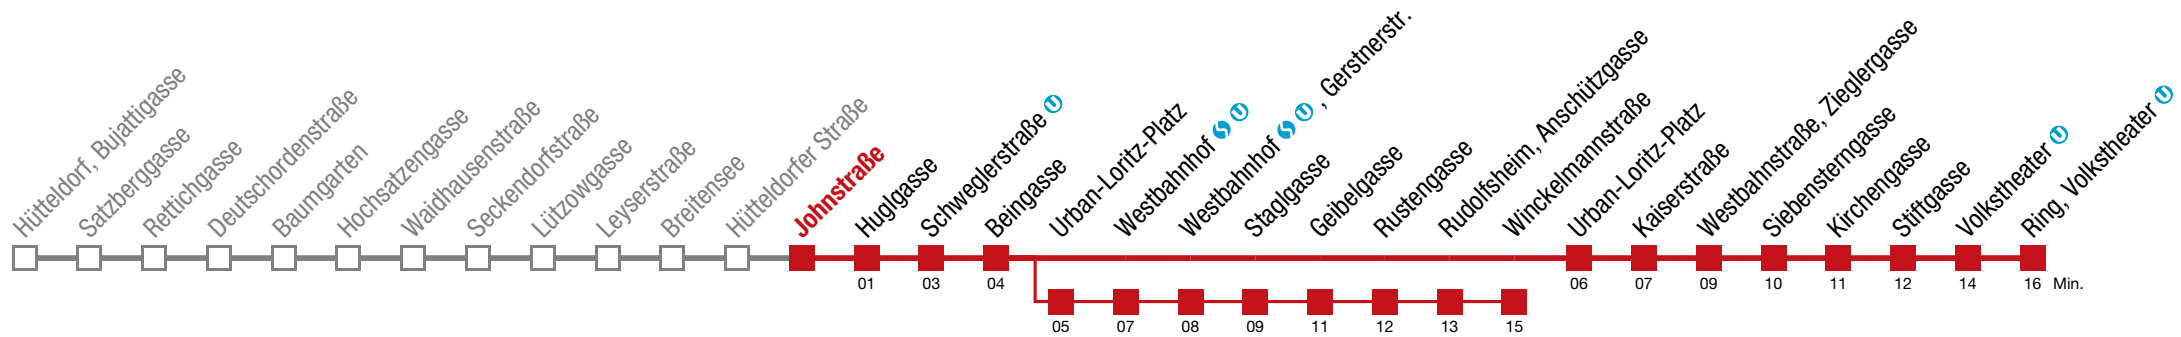 Hütteldorf, Bujattigasse
Satzberggasse
Rettichgasse
Deutschordenstraße
Baumgarten
Hochsatzengasse
Waidhausenstraße
Seckendorfstraße
Lützowgasse
Leyserstraße
Breitensee
Hütteldorfer Straße
Johnstraße
Huglgasse
Schweglerstraße U
Beingasse
Urban-Loritz-Platz
Westbahnhof S U
Westbahnhof S U , Gerstnerstr.
Staglgasse
Geibelgasse
Rustengasse
Rudolfsheim, Anschützgasse
Winckelmannstraße
Urban-Loritz-Platz
Kaiserstraße
Westbahnstraße, Zieglergasse
Siebensterngasse
Kirchengasse
Stiftgasse
Volkstheater U
Ring, Volkstheater U
01 03 04 06 07 09 10 11 12 14 16 Min.
05 07 08 09 11 12 13 15